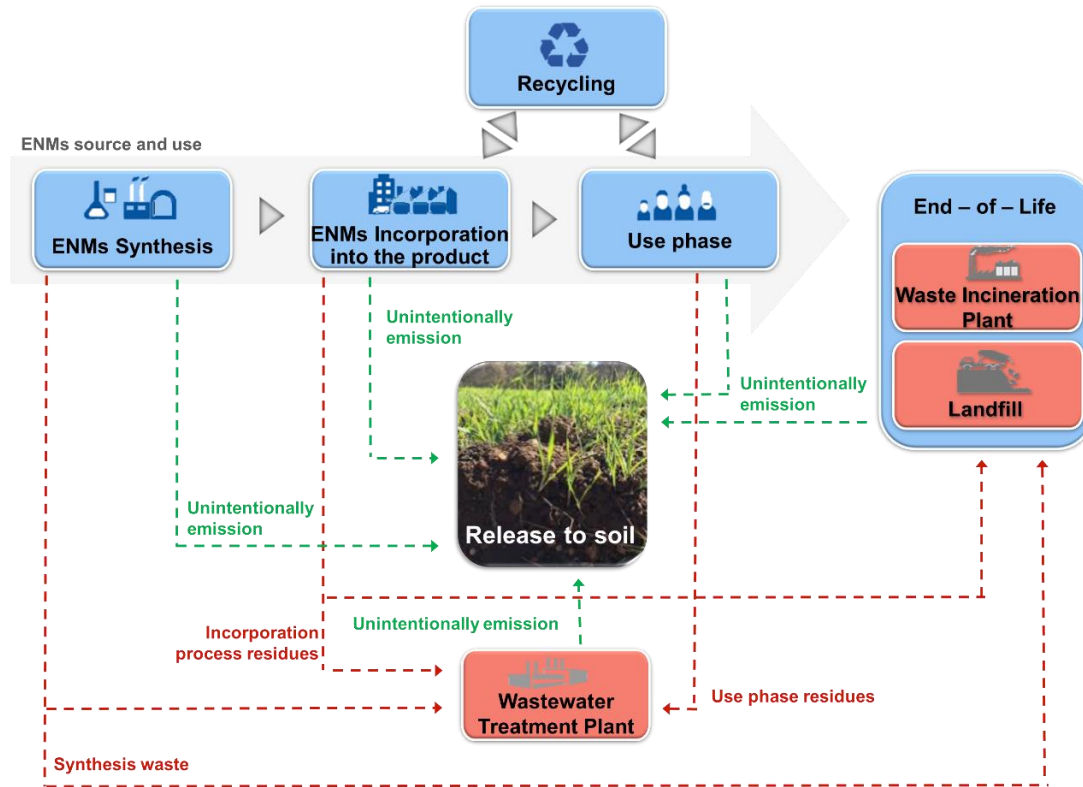 Recycling
ENMs source and use
ENMs Synthesis
ENMs Incorporation
into the product
Use phase
End – of – Life
Waste Incineration
Plant
Landfill
Unintentionally
emission
Unintentionally
emission
Unintentionally
emission
Release to soil
Unintentionally emission
Incorporation
process residues
Wastewater
Treatment Plant
Use phase residues
Synthesis waste